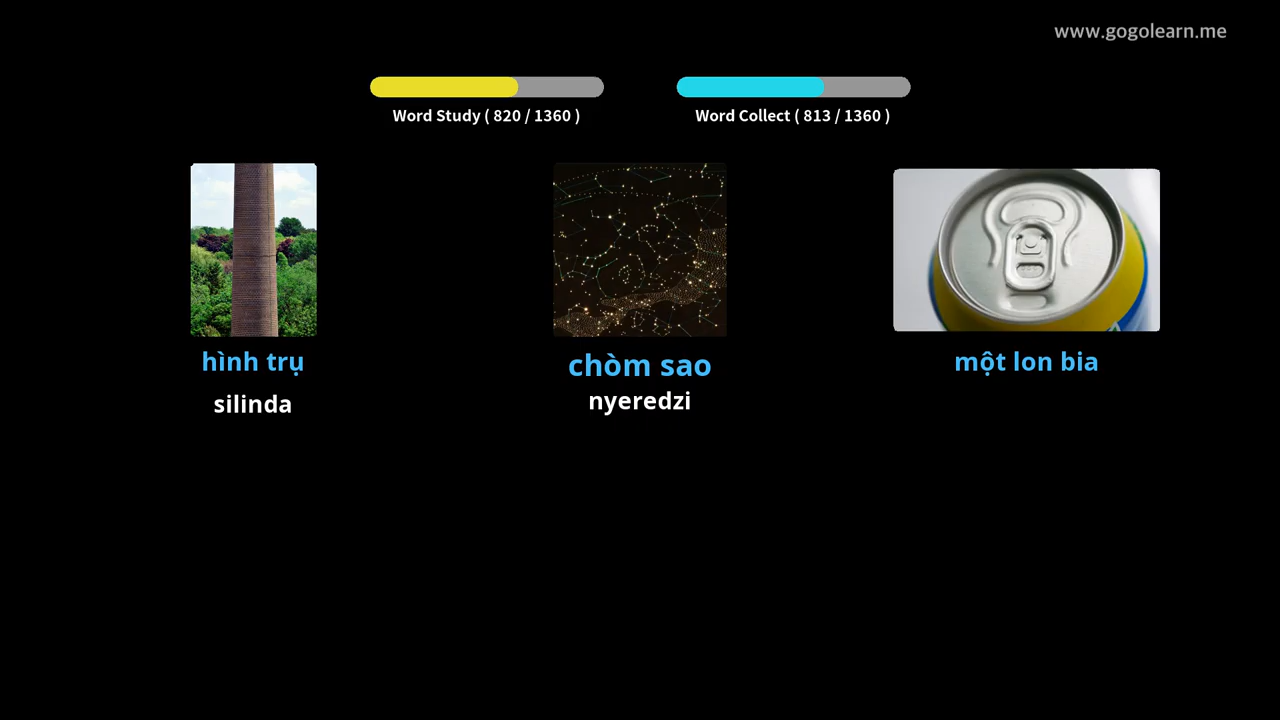 www.gogolearn.me
Word Study ( 820 / 1360 )
Word Collect ( 813 / 1360 )
hình trụ
chòm sao
một lon bia
silinda
nyeredzi